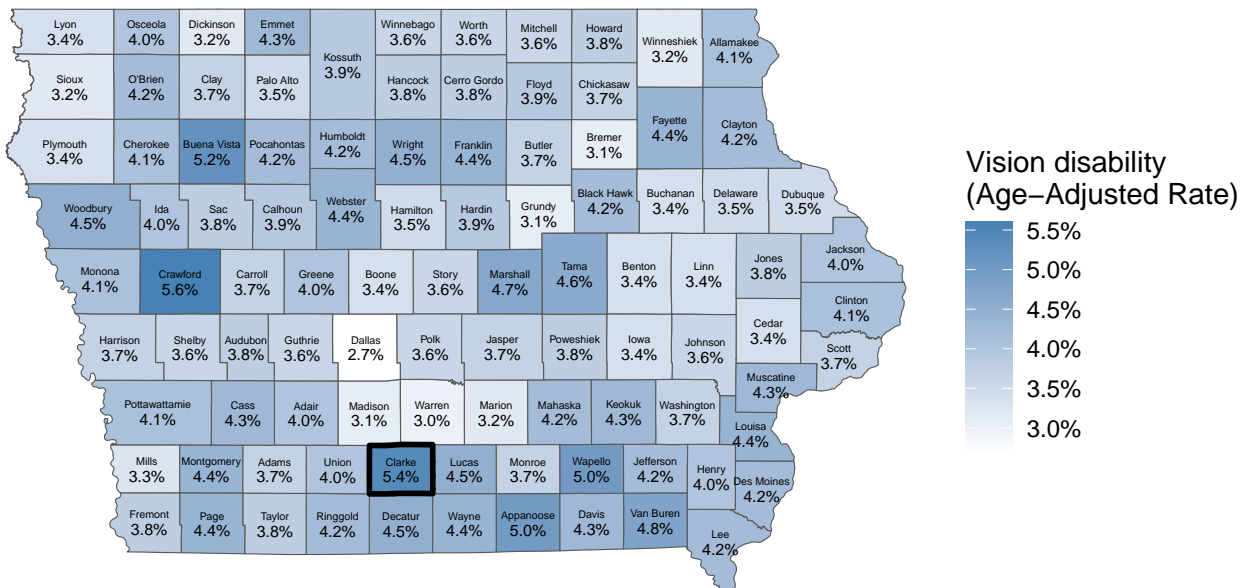 Lyon
3.4%
Osceola
4.0%
Dickinson
3.2%
Emmet
4.3%
Kossuth
3.9%
Winnebago
3.6%
Worth
3.6%
Mitchell
3.6%
Howard
3.8%
Winneshiek
3.2%
Allamakee
4.1%
Sioux
3.2%
O'Brien
4.2%
Clay
3.7%
Palo Alto
3.5%
Hancock
3.8%
Cerro Gordo
3.8%
Floyd
3.9%
Chickasaw
3.7%
Fayette
4.4%
Clayton
4.2%
Plymouth
3.4%
Cherokee
4.1%
Buena Vista
5.2%
Pocahontas
4.2%
Humboldt
4.2%
Wright
4.5%
Franklin
4.4%
Butler
3.7%
Bremer
3.1%
Woodbury
4.5%
Ida
4.0%
Sac
3.8%
Calhoun
3.9%
Webster
4.4%
Hamilton
3.5%
Hardin
3.9%
Grundy
3.1%
Black Hawk
4.2%
Buchanan
3.4%
Delaware
3.5%
Dubuque
3.5%
Monona
4.1%
Crawford
5.6%
Carroll
3.7%
Greene
4.0%
Boone
3.4%
Story
3.6%
Marshall
4.7%
Tama
4.6%
Benton
3.4%
Linn
3.4%
Jones
3.8%
Jackson
4.0%
Clinton
4.1%
Harrison
3.7%
Shelby
3.6%
Audubon
3.8%
Guthrie
3.6%
Dallas
2.7%
Polk
3.6%
Jasper
3.7%
Poweshiek
3.8%
Iowa
3.4%
Johnson
3.6%
Cedar
3.4%
Scott
3.7%
Muscatine
4.3%
Pottawattamie
4.1%
Cass
4.3%
Adair
4.0%
Madison
3.1%
Warren
3.0%
Marion
3.2%
Mahaska
4.2%
Keokuk
4.3%
Washington
3.7%
Louisa
4.4%
Mills
3.3%
Montgomery
4.4%
Adams
3.7%
Union
4.0%
Clarke
5.4%
Lucas
4.5%
Monroe
3.7%
Wapello
5.0%
Jefferson
4.2%
Henry
4.0%
Des Moines
4.2%
Fremont
3.8%
Page
4.4%
Taylor
3.8%
Ringgold
4.2%
Decatur
4.5%
Wayne
4.4%
Appanoose
5.0%
Davis
4.3%
Van Buren
4.8%
Lee
4.2%
Vision disability
(Age−Adjusted Rate)
5.5%
5.0%
4.5%
4.0%
3.5%
3.0%